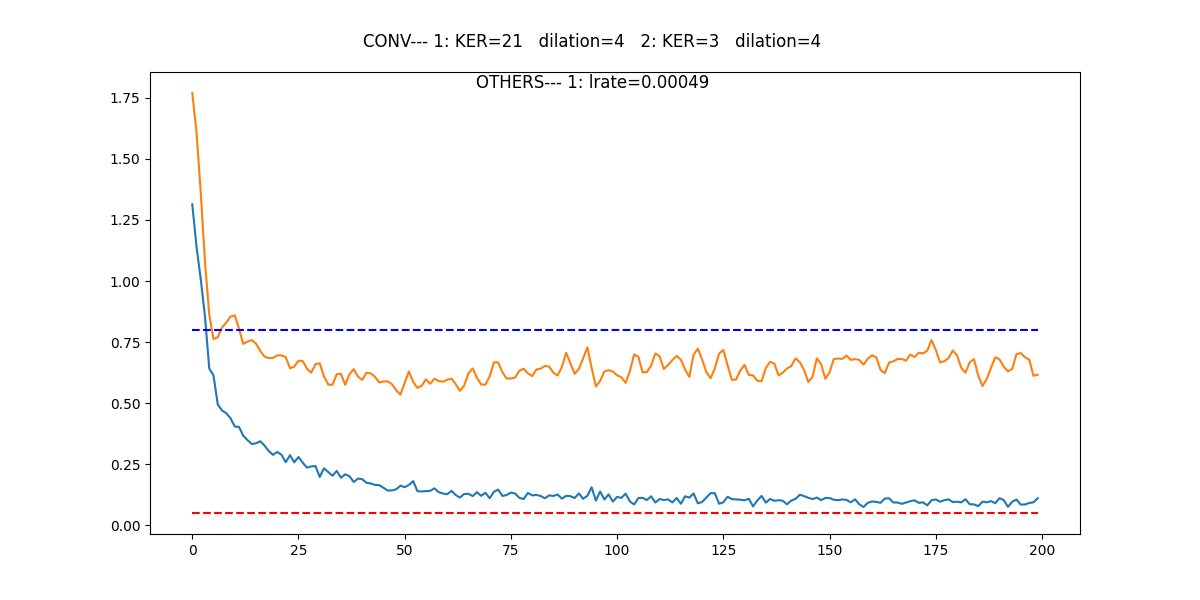 CONV--- 1: KER=21   dilation=4   2: KER=3   dilation=4
OTHERS--- 1: lrate=0.00049
1.75
1.50
1.25
1.00
0.75
0.50
0.25
0.00
0 25 50 75 100 125 150 175 200